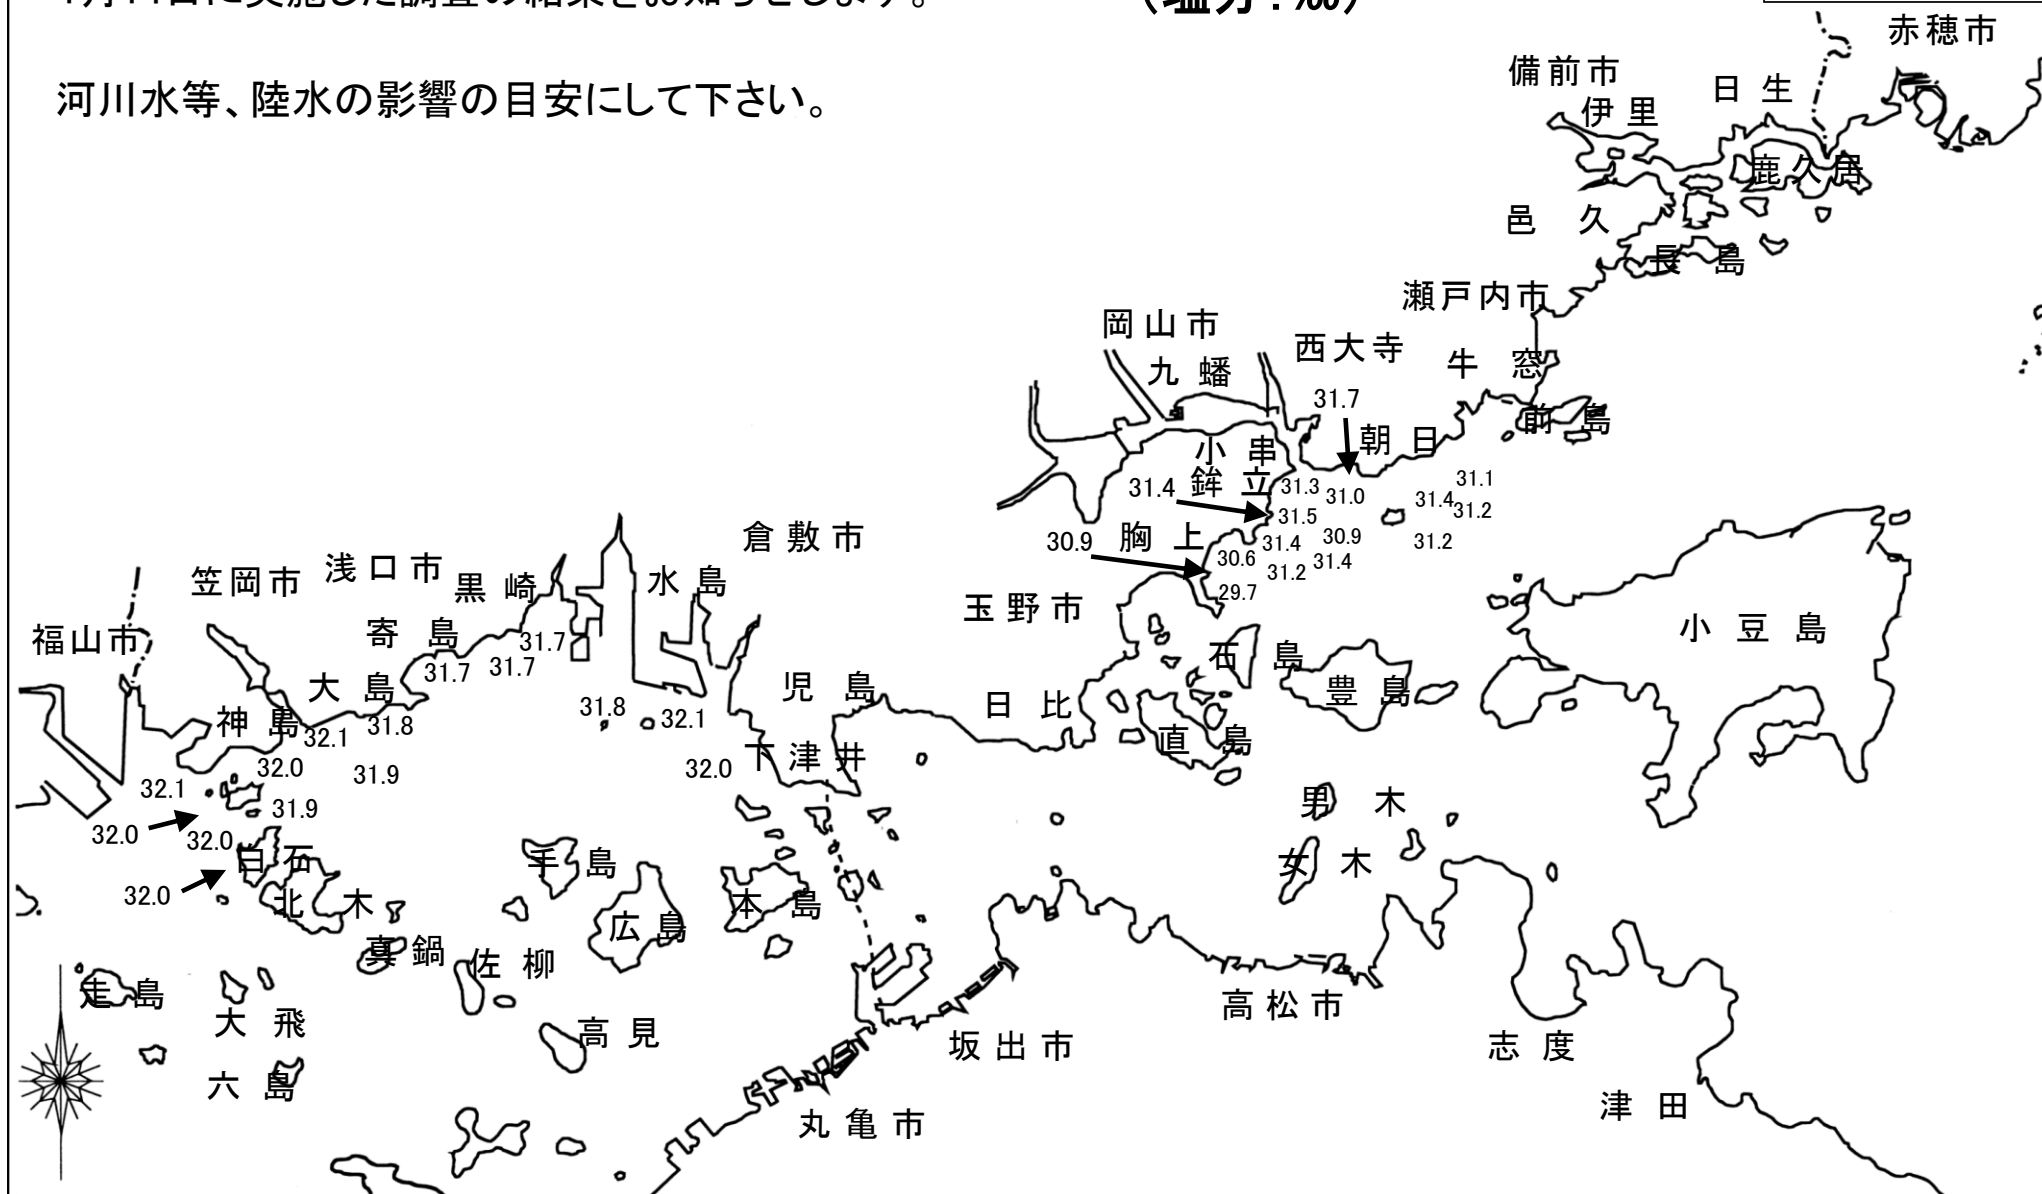 河川水等、陸水の影響の目安にして下さい。
赤穂市
備前市
日生
伊里
鹿久居
邑久
長島
瀬戸内市
岡山市
西大寺
九蟠
牛窓
31.7
前島
朝日
小串
31.1
31.4
鉾立
31.3
31.0
31.4
31.2
31.5
倉敷市
30.9
胸上
31.4
30.9
31.2
30.6
31.2
31.4
29.7
笠岡市
浅口市
黒崎
水島
玉野市
福山市
寄島
31.7
31.7
31.7
小豆島
石島
大島
児島
豊島
神島
31.8
31.8
32.1
日比
32.1
直島
32.0
31.9
32.0
下津井
32.1
31.9
男木
32.0
32.0
白石
手島
女木
32.0
北木
本島
広島
真鍋
佐柳
走島
高松市
大飛
高見
坂出市
志度
六島
丸亀市
津田